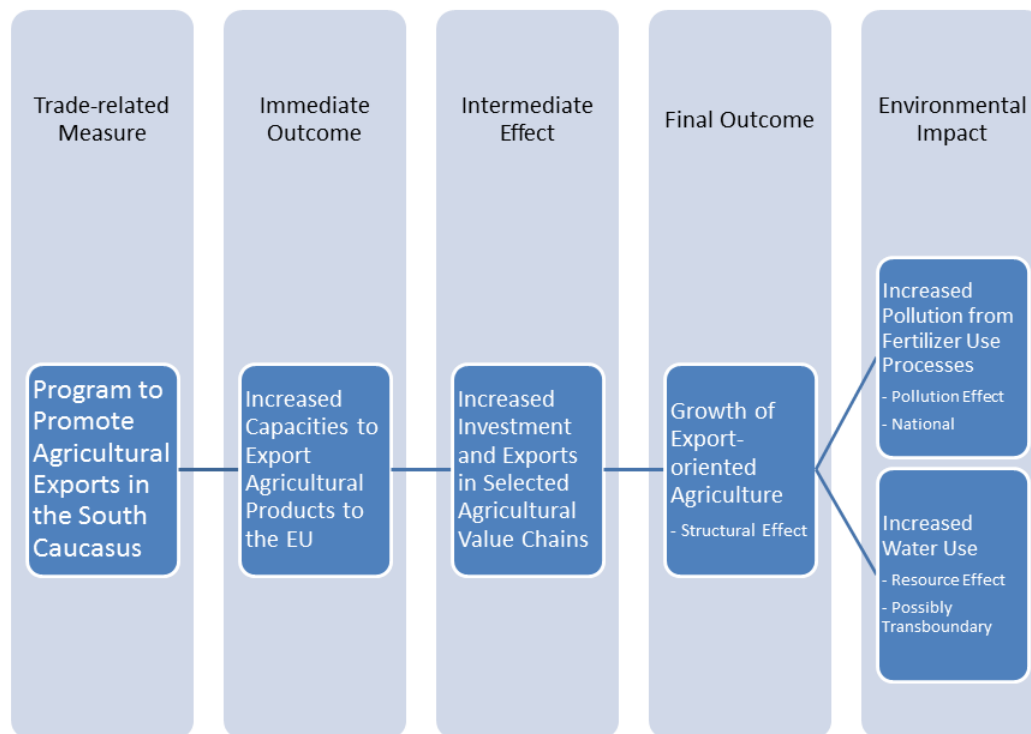 Trade-related
Measure
Immediate
Outcome
Intermediate
Effect
Final Outcome
Environmental
Impact
Program to
Promote
Agricultural
Exports in
the South
Caucasus
Increased
Capacities to
Export
Agricultural
Products to
the EU
Increased
Investment
and Exports
in Selected
Agricultural
Value Chains
Growth of
Export-
oriented
Agriculture
- Structural Effect
Increased
Pollution from
Fertilizer Use
Processes
- Pollution Effect
- National
Increased
Water Use
- Resource Effect
- Possibly
Transboundary